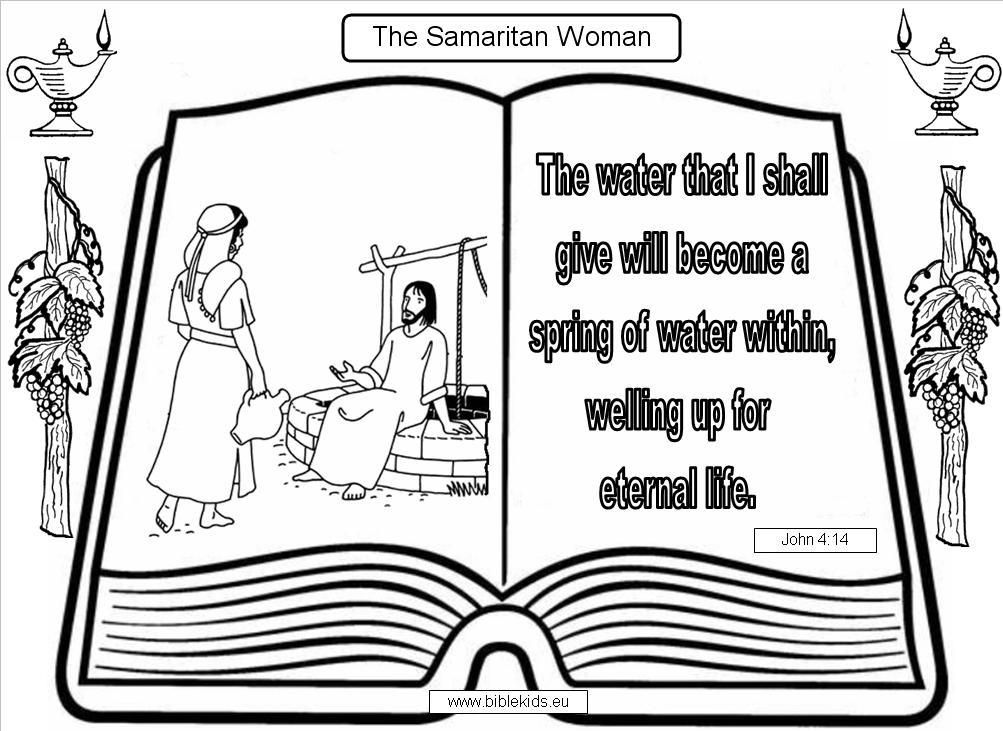 The Samaritan Woman
The water that I shall
give will become a
spring of water within,
welling up for
eternal life.
John 4:14
www.biblekids.eu